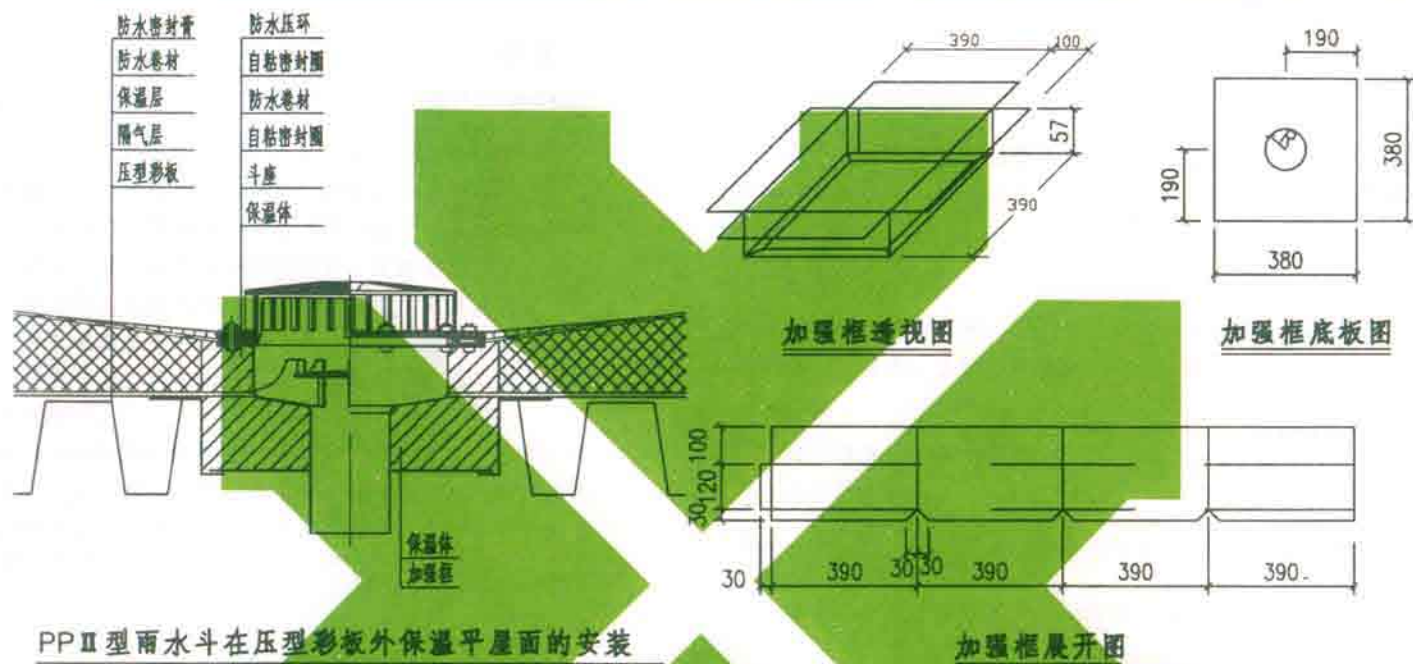 防水密封膏
防水卷材
保温层
隔气层
压型彩板
防水压环
自粘密封圈
防水卷材
自粘密封圈
斗座
保温体
保温体
加强框
PPⅡ型雨水斗在压型彩板外保温平屋面的安装
390
100
57
390
加强框透视图
190
190
380
380
加强框底板图
100
120
30
30
390
30
30
390
390
390
加强框展开图